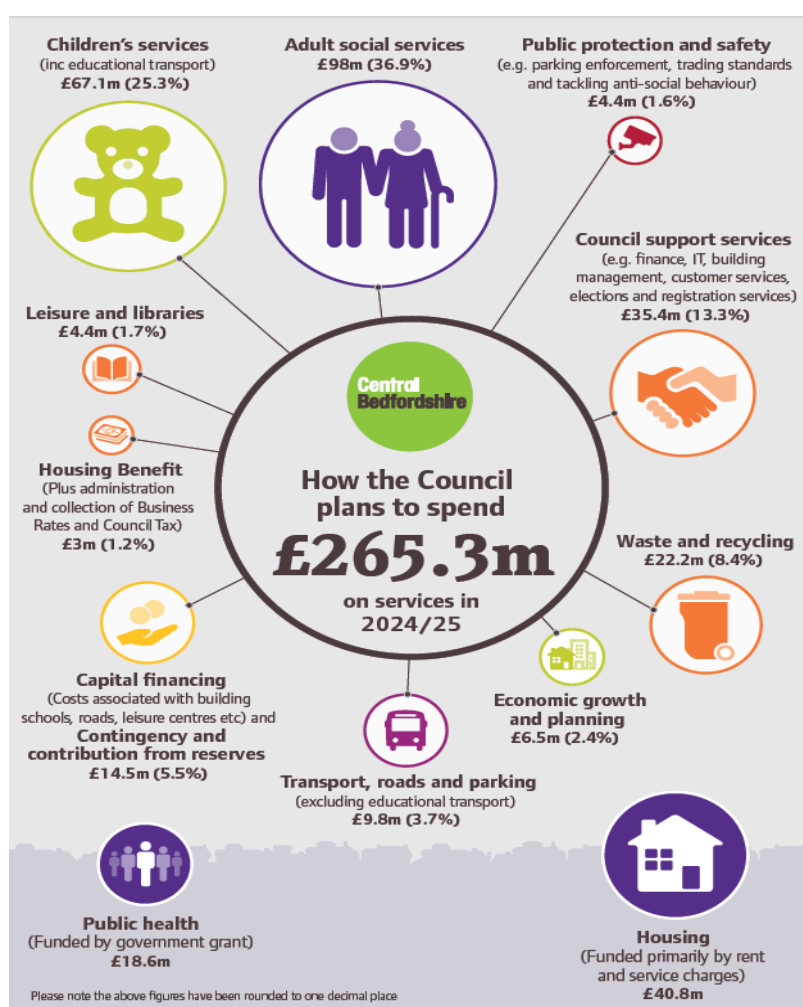 Children's services
(inc educational transport)
£67.1m (25.3%)
Adult social services
£98m (36.9%)
Public protection and safety
(e.g. parking enforcement, trading standards
and tackling anti-social behaviour)
£4.4m (1.6%)
Council support services
(e.g. finance, IT, building
management, customer services,
elections and registration services)
£35.4m (13.3%)
Leisure and libraries
£4.4m (1.7%)
Housing Benefit
(Plus administration
and collection of Business
Rates and Council Tax)
£3m (1.2%)
Central
Bedfordshire
How the Council
plans to spend
£265.3m
on services in
2024/25
Waste and recycling
£22.2m (8.4%)
Capital financing
(Costs associated with building
schools, roads, leisure centres etc) and
Contingency and
contribution from reserves
£14.5m (5.5%)
Economic growth
and planning
£6.5m (2.4%)
Transport, roads and parking
(excluding educational transport)
£9.8m (3.7%)
Public health
(Funded by government grant)
£18.6m
Housing
(Funded primarily by rent
and service charges)
£40.8m
Please note the above figures have been rounded to one decimal place